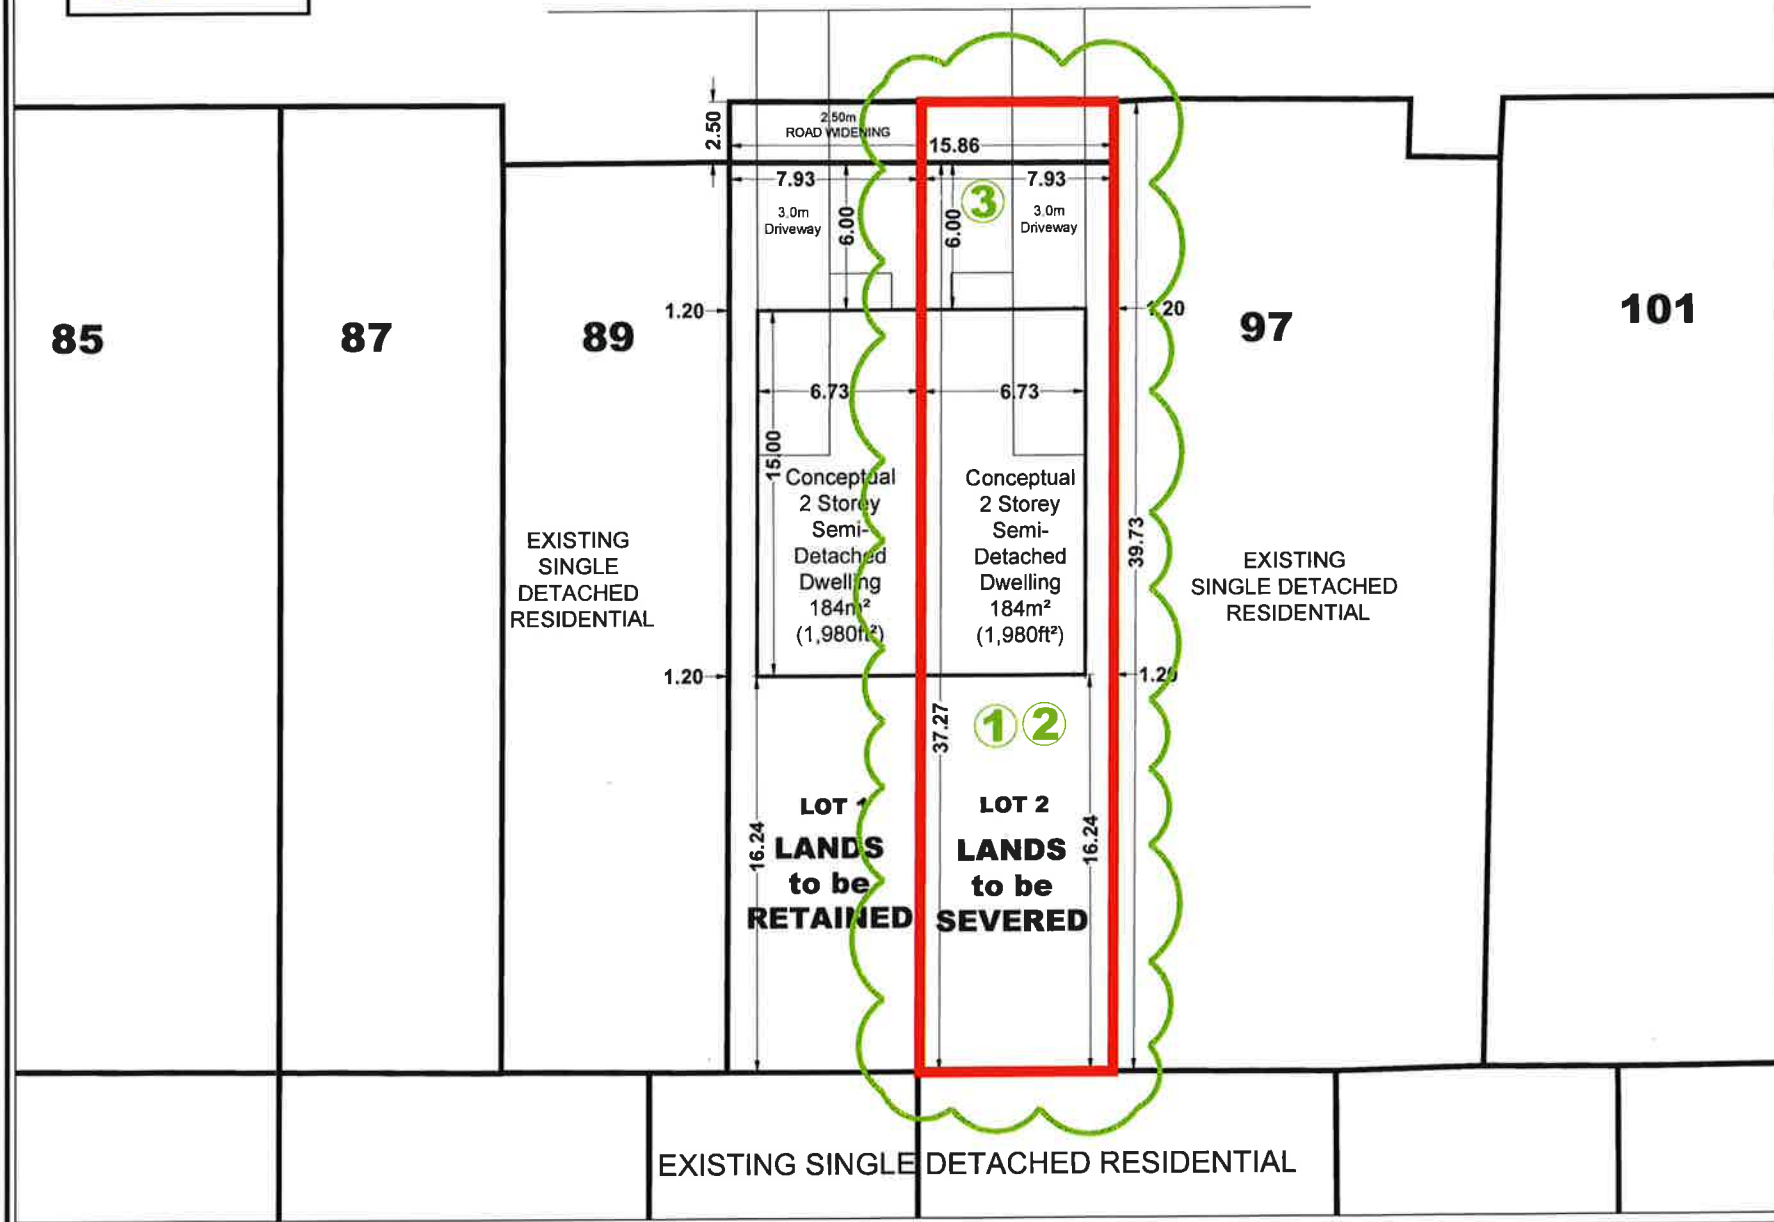 2.50m
ROAD WIDENING
2.50
15.86
7.93
7.93
3.0m
Driveway
6.00
6.00
3
3.0m
Driveway
1.20
1.20
85
87
89
97
101
6.73
6.73
15.00
Conceptual
2 Storey
Semi-
Detached
Dwelling
184m²
(1,980ft²)
Conceptual
2 Storey
Semi-
Detached
Dwelling
184m²
(1,980ft²)
39.73
EXISTING
SINGLE
DETACHED
RESIDENTIAL
EXISTING
SINGLE DETACHED
RESIDENTIAL
1.20
1.20
37.27
1 2
LOT 1
LANDS
to be
RETAINED
LOT 2
LANDS
to be
SEVERED
16.24
16.24
EXISTING SINGLE DETACHED RESIDENTIAL